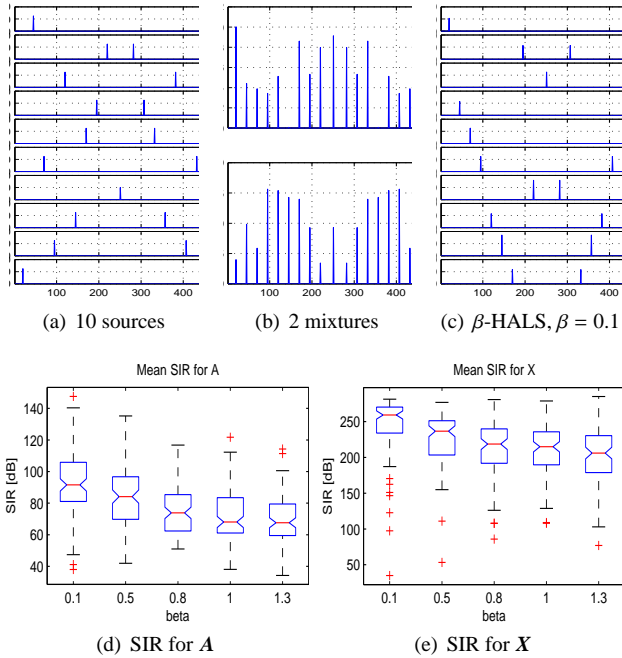 100 200 300 400
100 200 300 400
100 200 300 400
(a) 10 sources
(b) 2 mixtures
(c) β-HALS, β = 0.1
Mean SIR for A
SIR [dB]
140
120
100
80
60
40
0.1 0.5 0.8 1 1.3
beta
(d) SIR for A
Mean SIR for X
SIR [dB]
250
200
150
100
50
0.1 0.5 0.8 1 1.3
beta
(e) SIR for X